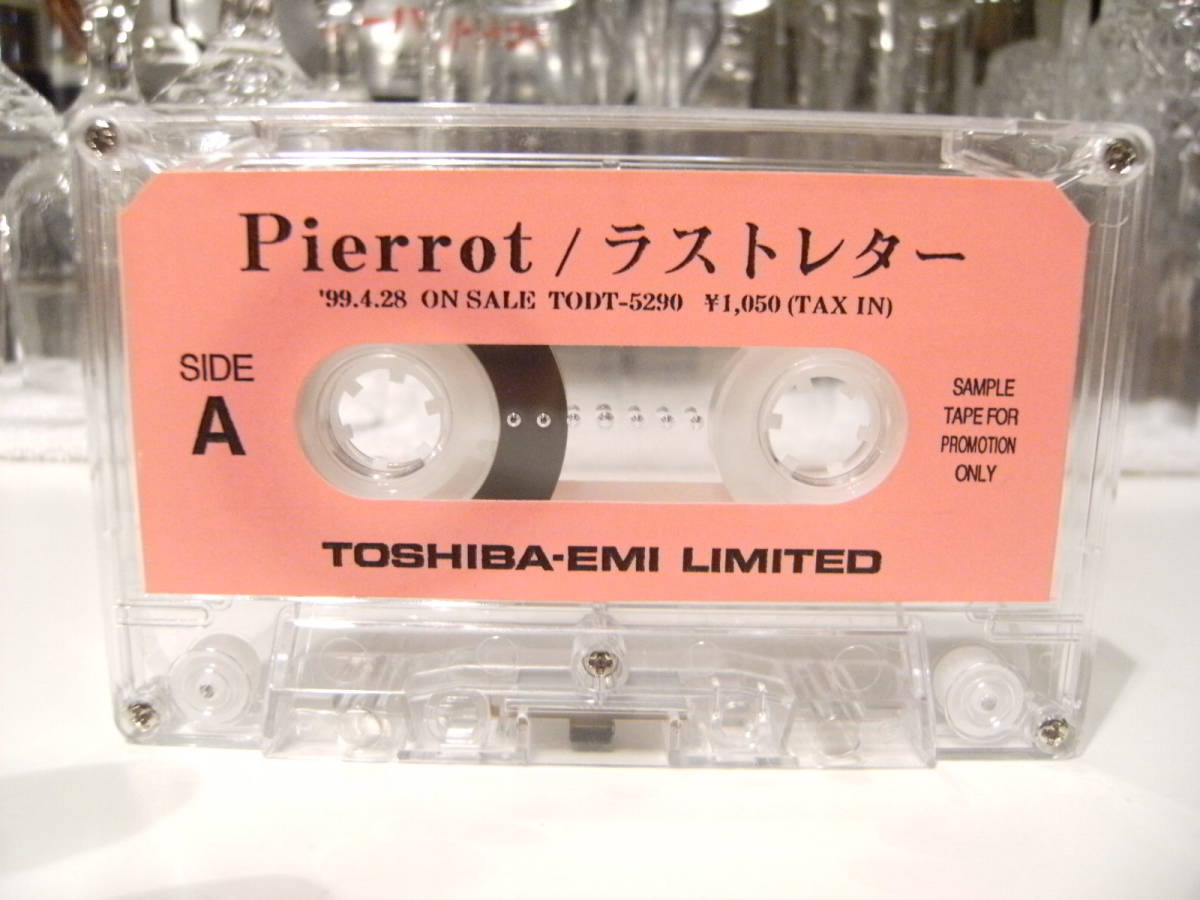 Pierrot / ラストレター
'99.4.28 ON SALE TODT-5290 ¥1,050 (TAX IN)
SIDE
A
SAMPLE
TAPE FOR
PROMOTION
ONLY
TOSHIBA-EMI LIMITED